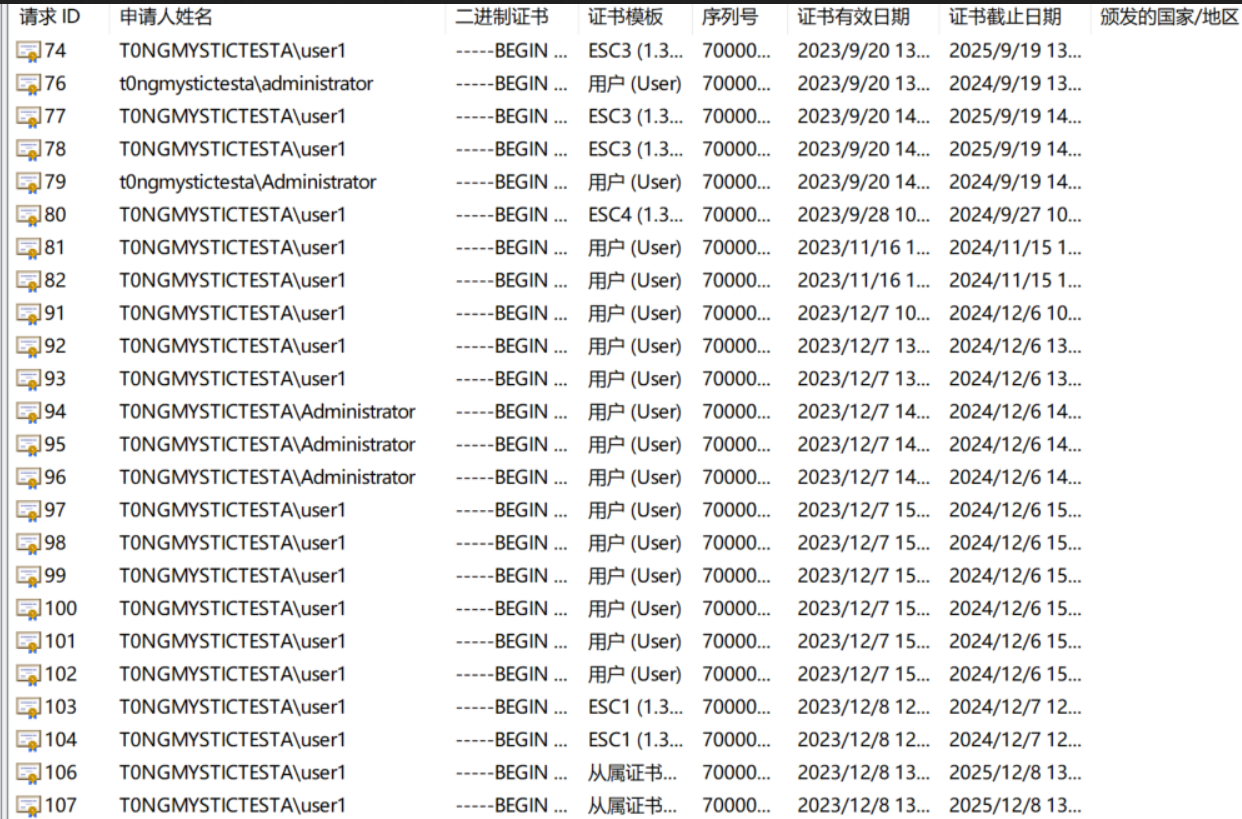 请求 ID 申请人姓名 二进制证书 证书模板 序列号 证书有效日期 证书截止日期 颁发的国家/地区
74 T0NGMYSTICTESTA\user1 -----BEGIN ... ESC3 (1.3... 70000... 2023/9/20 13... 2025/9/19 13...
76 t0ngmystictesta\administrator -----BEGIN ... 用户 (User) 70000... 2023/9/20 13... 2024/9/19 13...
77 T0NGMYSTICTESTA\user1 -----BEGIN ... ESC3 (1.3... 70000... 2023/9/20 14... 2025/9/19 14...
78 T0NGMYSTICTESTA\user1 -----BEGIN ... ESC3 (1.3... 70000... 2023/9/20 14... 2025/9/19 14...
79 t0ngmystictesta\Administrator -----BEGIN ... 用户 (User) 70000... 2023/9/20 14... 2024/9/19 14...
80 T0NGMYSTICTESTA\user1 -----BEGIN ... ESC4 (1.3... 70000... 2023/9/28 10... 2024/9/27 10...
81 T0NGMYSTICTESTA\user1 -----BEGIN ... 用户 (User) 70000... 2023/11/16 1... 2024/11/15 1...
82 T0NGMYSTICTESTA\user1 -----BEGIN ... 用户 (User) 70000... 2023/11/16 1... 2024/11/15 1...
91 T0NGMYSTICTESTA\user1 -----BEGIN ... 用户 (User) 70000... 2023/12/7 10... 2024/12/6 10...
92 T0NGMYSTICTESTA\user1 -----BEGIN ... 用户 (User) 70000... 2023/12/7 13... 2024/12/6 13...
93 T0NGMYSTICTESTA\user1 -----BEGIN ... 用户 (User) 70000... 2023/12/7 13... 2024/12/6 13...
94 T0NGMYSTICTESTA\Administrator -----BEGIN ... 用户 (User) 70000... 2023/12/7 14... 2024/12/6 14...
95 T0NGMYSTICTESTA\Administrator -----BEGIN ... 用户 (User) 70000... 2023/12/7 14... 2024/12/6 14...
96 T0NGMYSTICTESTA\Administrator -----BEGIN ... 用户 (User) 70000... 2023/12/7 14... 2024/12/6 14...
97 T0NGMYSTICTESTA\user1 -----BEGIN ... 用户 (User) 70000... 2023/12/7 15... 2024/12/6 15...
98 T0NGMYSTICTESTA\user1 -----BEGIN ... 用户 (User) 70000... 2023/12/7 15... 2024/12/6 15...
99 T0NGMYSTICTESTA\user1 -----BEGIN ... 用户 (User) 70000... 2023/12/7 15... 2024/12/6 15...
100 T0NGMYSTICTESTA\user1 -----BEGIN ... 用户 (User) 70000... 2023/12/7 15... 2024/12/6 15...
101 T0NGMYSTICTESTA\user1 -----BEGIN ... 用户 (User) 70000... 2023/12/7 15... 2024/12/6 15...
102 T0NGMYSTICTESTA\user1 -----BEGIN ... 用户 (User) 70000... 2023/12/7 15... 2024/12/6 15...
103 T0NGMYSTICTESTA\user1 -----BEGIN ... ESC1 (1.3... 70000... 2023/12/8 12... 2024/12/7 12...
104 T0NGMYSTICTESTA\user1 -----BEGIN ... ESC1 (1.3... 70000... 2023/12/8 12... 2024/12/7 12...
106 T0NGMYSTICTESTA\user1 -----BEGIN ... 从属证书... 70000... 2023/12/8 13... 2025/12/8 13...
107 T0NGMYSTICTESTA\user1 -----BEGIN ... 从属证书... 70000... 2023/12/8 13... 2025/12/8 13...